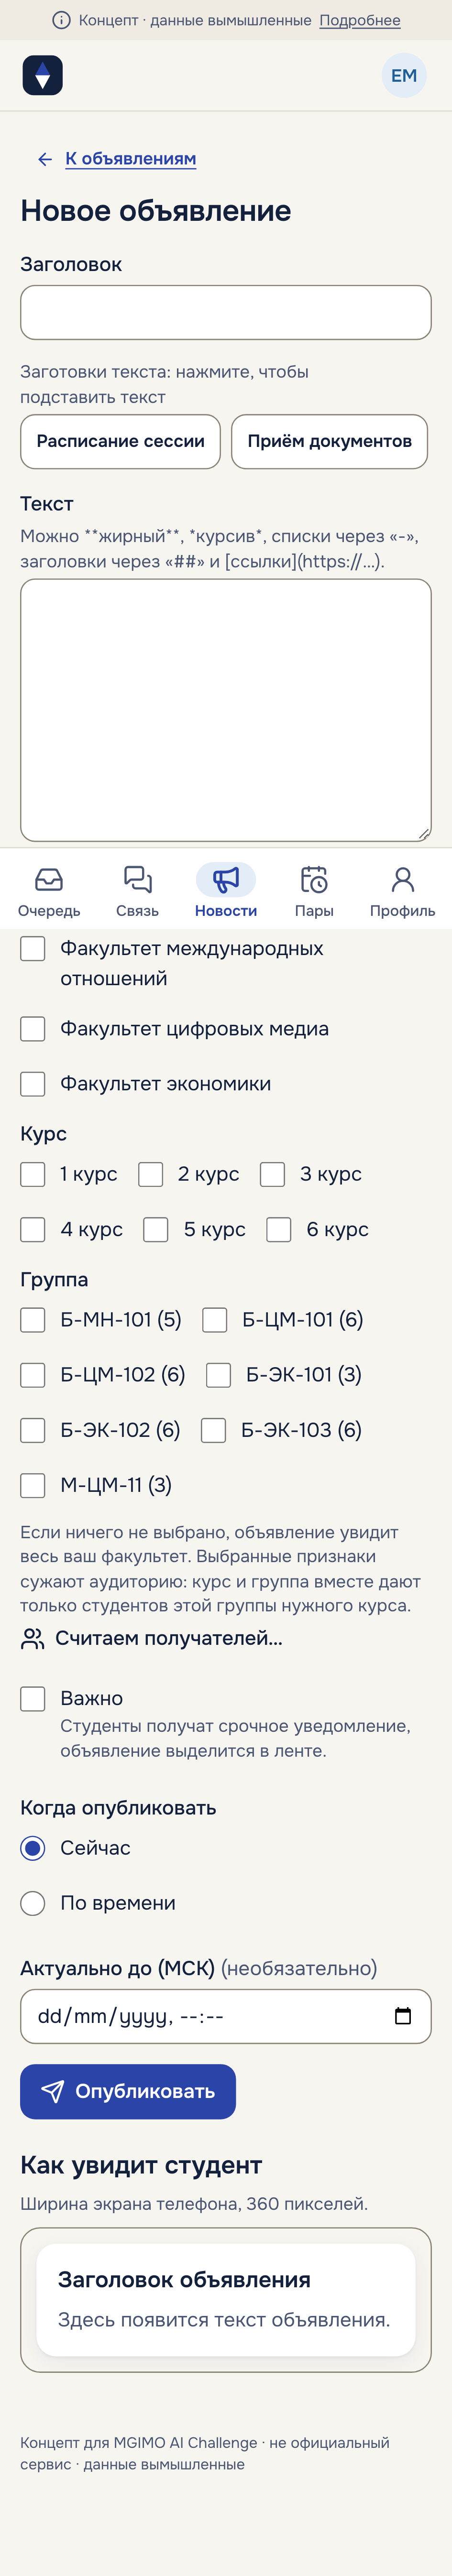 Концепт · данные вымышленные Подробнее
ЕМ
К объявлениям
Новое объявление
Заголовок
Заготовки текста: нажмите, чтобы
подставить текст
Расписание сессии Приём документов
Текст
Можно **жирный**, *курсив*, списки через «-»,
заголовки через «##» и [ссылки](https://...).
Очередь Связь Новости Пары Профиль
Факультет международных
отношений
Факультет цифровых медиа
Факультет экономики
Курс
1 курс 2 курс 3 курс
4 курс 5 курс 6 курс
Группа
Б-МН-101 (5) Б-ЦМ-101 (6)
Б-ЦМ-102 (6) Б-ЭК-101 (3)
Б-ЭК-102 (6) Б-ЭК-103 (6)
М-ЦМ-11 (3)
Если ничего не выбрано, объявление увидит
весь ваш факультет. Выбранные признаки
сужают аудиторию: курс и группа вместе дают
только студентов этой группы нужного курса.
Считаем получателей...
Важно
Студенты получат срочное уведомление,
объявление выделится в ленте.
Когда опубликовать
Сейчас
По времени
Актуально до (МСК) (необязательно)
dd/mm/yyyy, --:--
Опубликовать
Как увидит студент
Ширина экрана телефона, 360 пикселей.
Заголовок объявления
Здесь появится текст объявления.
Концепт для MGIMO AI Challenge · не официальный
сервис · данные вымышленные